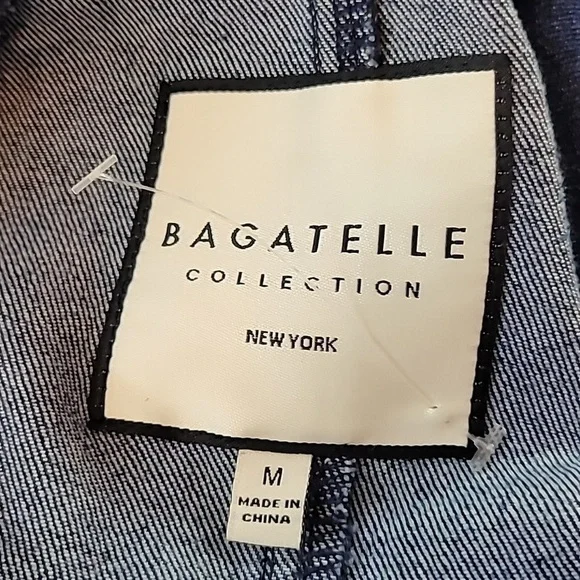 BAGATELLE
COLLECTION
NEW YORK
M
MADE IN
CHINA